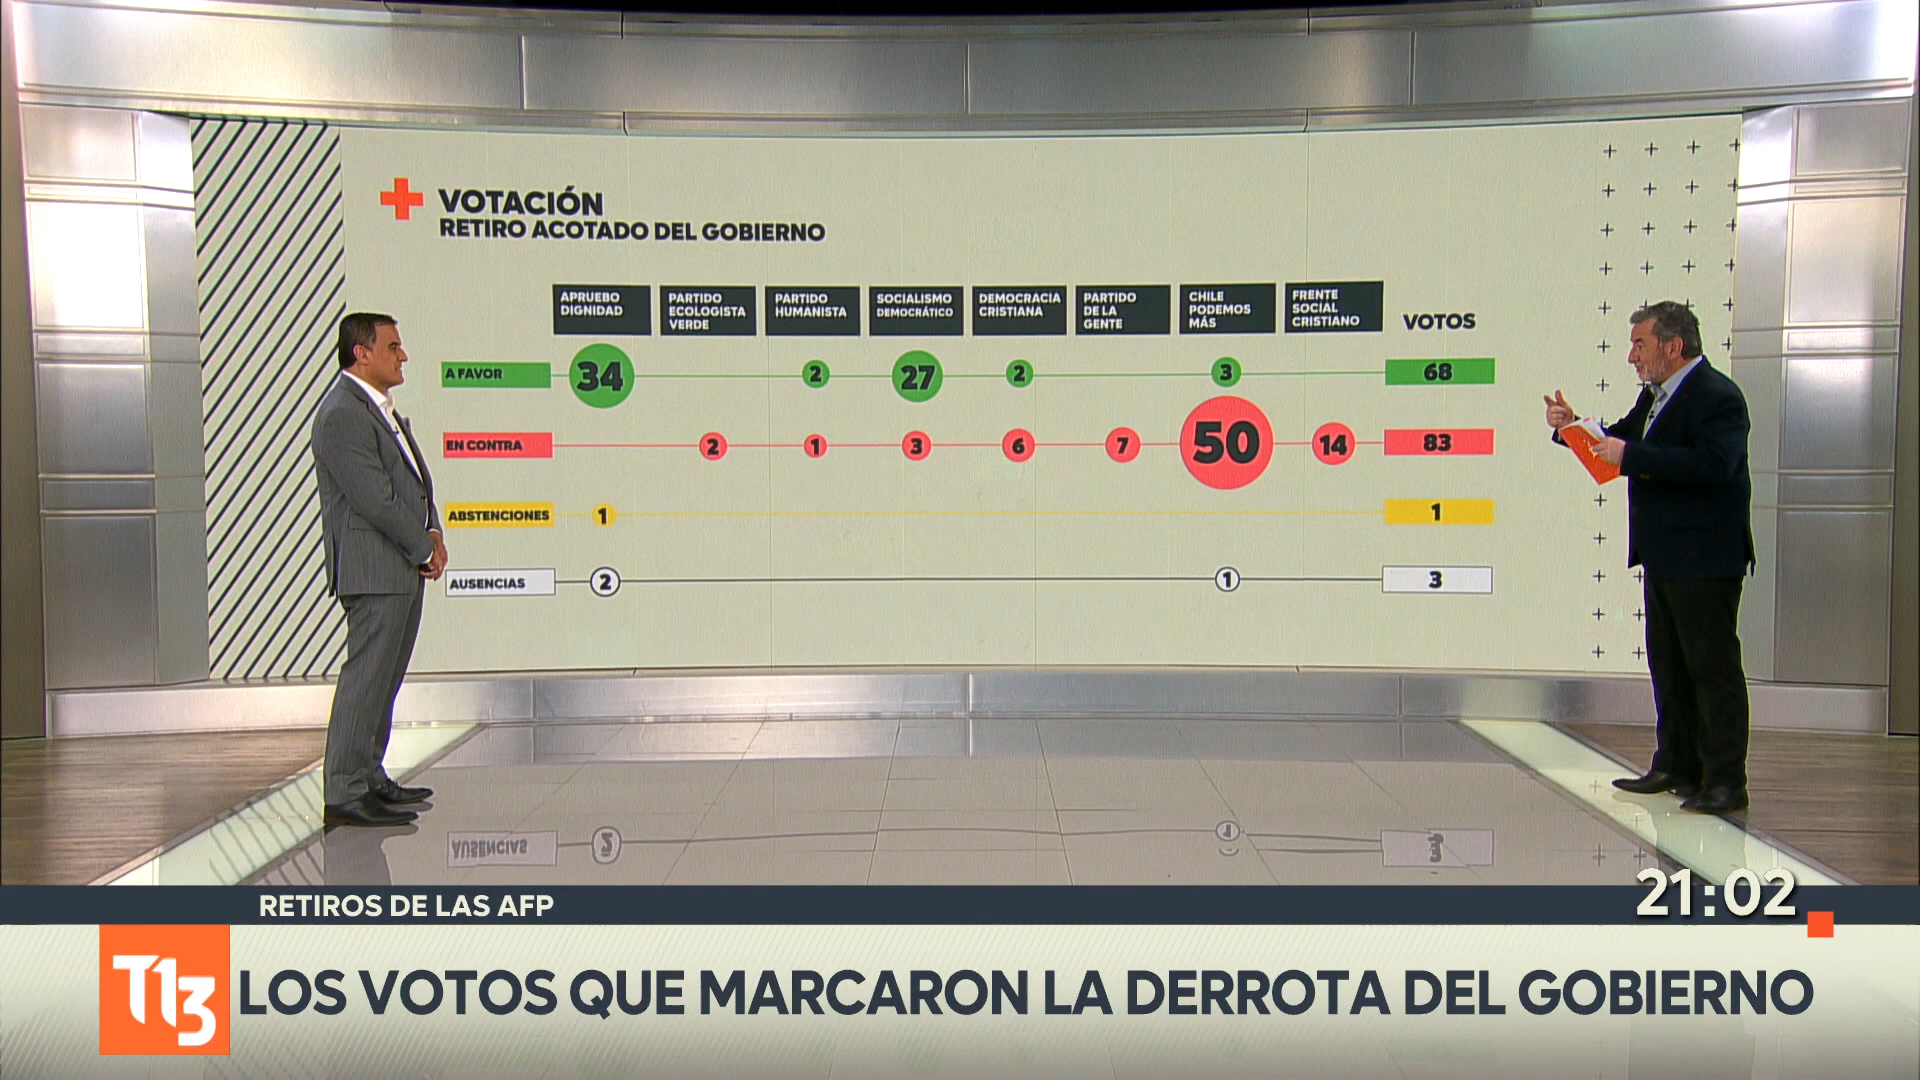 VOTACIÓN
RETIRO ACOTADO DEL GOBIERNO
APRUEBO
DIGNIDAD
PARTIDO
ECOLOGISTA
VERDE
PARTIDO
HUMANISTA
SOCIALISMO
DEMOCRÁTICO
DEMOCRACIA
CRISTIANA
PARTIDO
DE LA
GENTE
CHILE
PODEMOS
MÁS
FRENTE
SOCIAL
CRISTIANO
VOTOS
A FAVOR 34 2 27 2 3 68
EN CONTRA 2 1 3 6 7 50 14 83
ABSTENCIONES 1 1
AUSENCIAS 2 1 3
RETIROS DE LAS AFP
21:02
T13
LOS VOTOS QUE MARCARON LA DERROTA DEL GOBIERNO